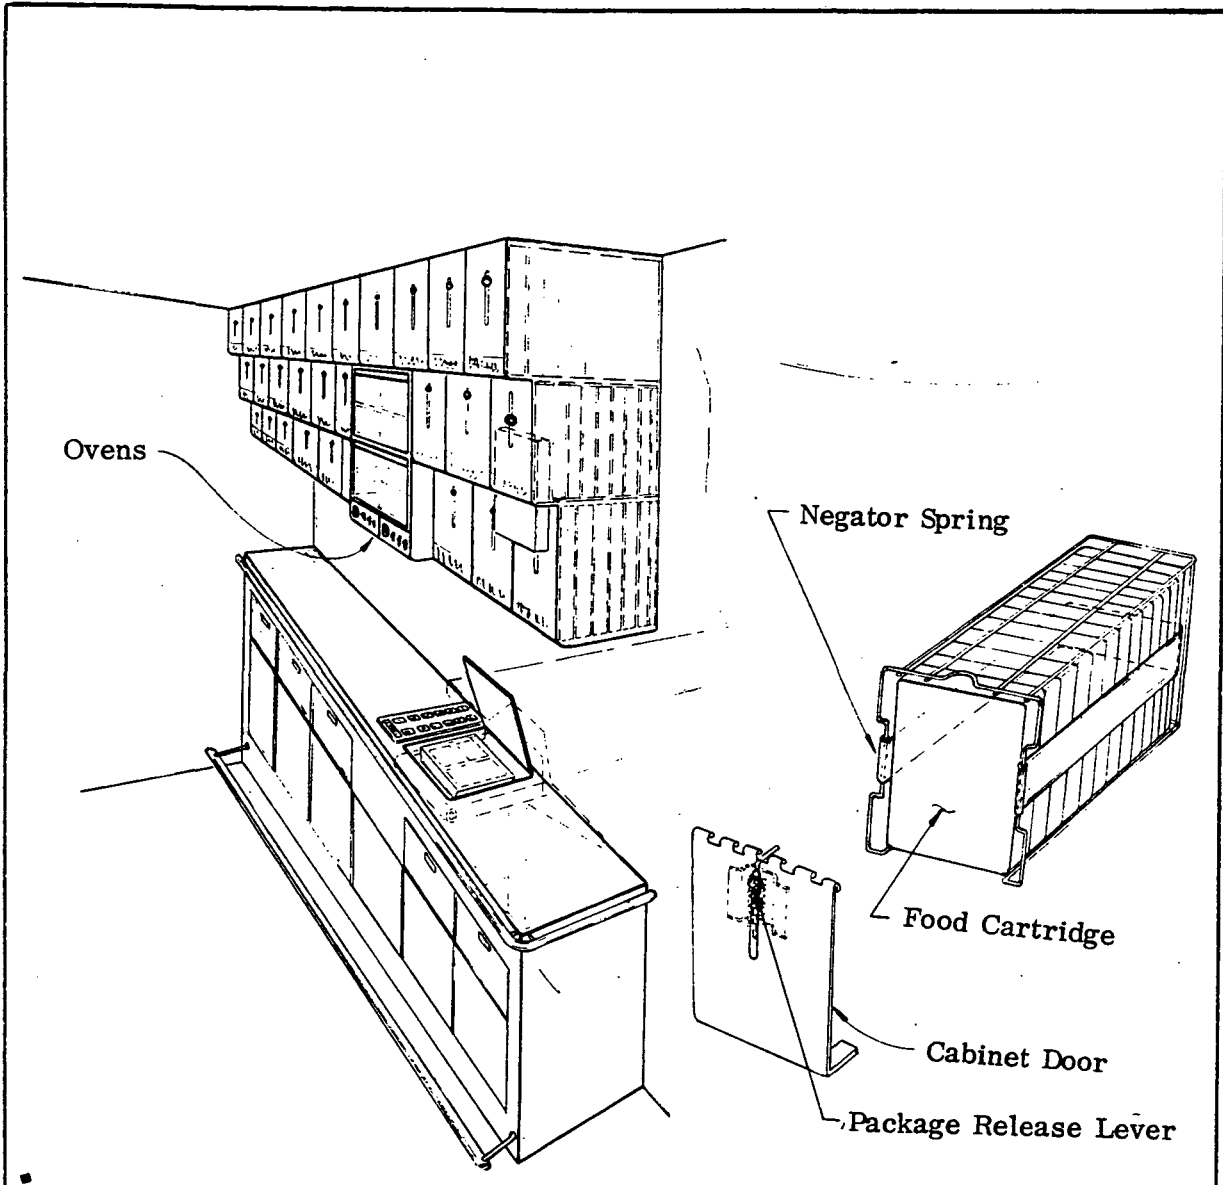 Ovens
Negator Spring
Food Cartridge
Cabinet Door
Package Release Lever